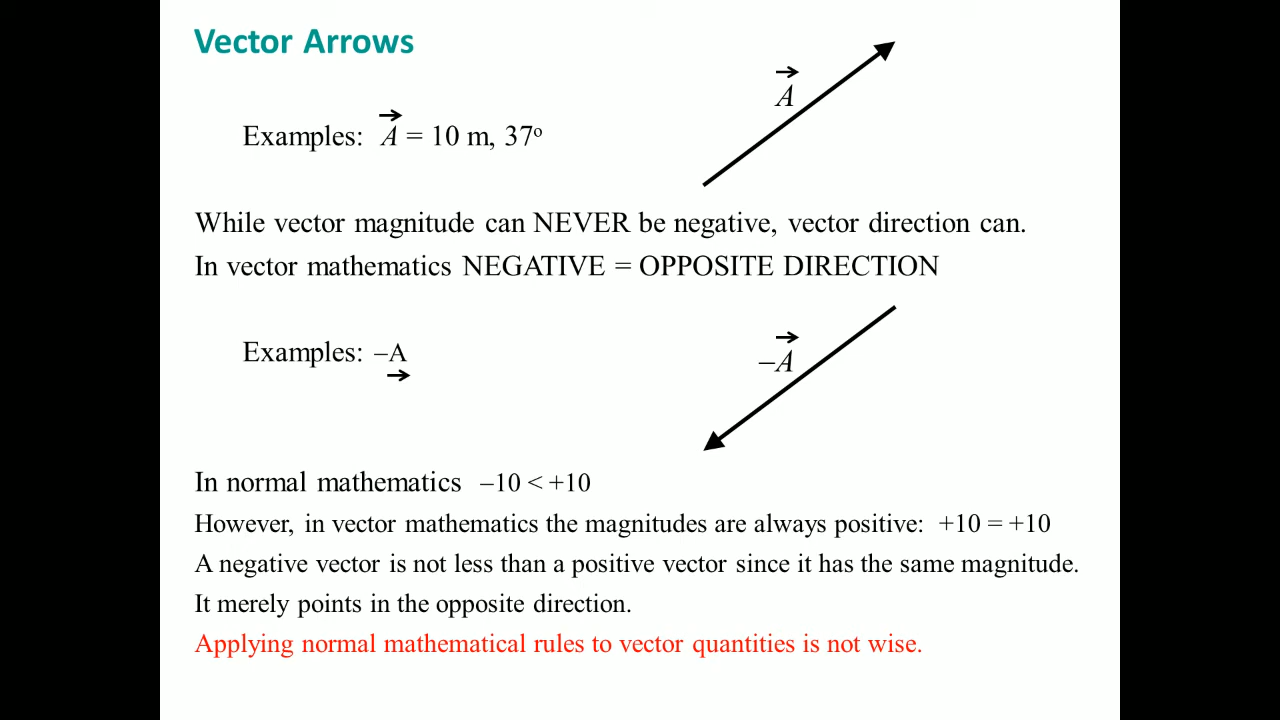 Vector Arrows
A
Examples: A = 10 m, 37°
While vector magnitude can NEVER be negative, vector direction can.
In vector mathematics NEGATIVE = OPPOSITE DIRECTION
Examples: –A
–A
In normal mathematics –10 < +10
However, in vector mathematics the magnitudes are always positive: +10 = +10
A negative vector is not less than a positive vector since it has the same magnitude.
It merely points in the opposite direction.
Applying normal mathematical rules to vector quantities is not wise.